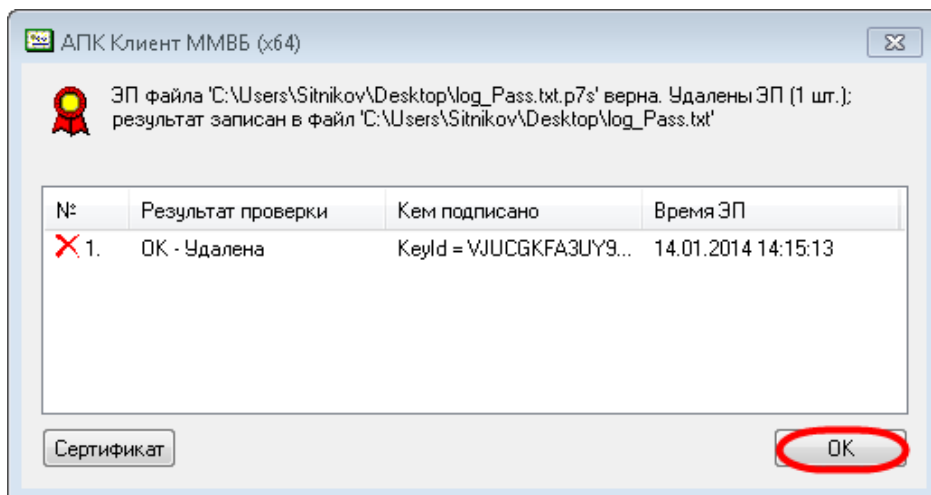 АПК Клиент ММВБ (x64)
ЭП файла 'C:\Users\Sitnikov\Desktop\log_Pass.txt.p7s' верна. Удалены ЭП (1 шт.);
результат записан в файл 'C:\Users\Sitnikov\Desktop\log_Pass.txt'
№ Результат проверки Кем подписано Время ЭП
1. ОК - Удалена KeyId = VJUCGKFA3UY9... 14.01.2014 14:15:13
Сертификат OK